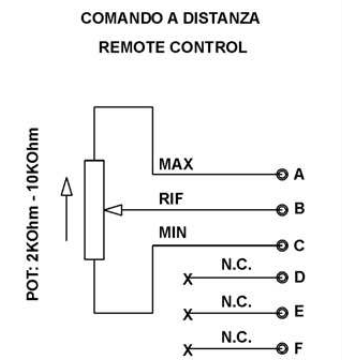 COMANDO A DISTANZA
REMOTE CONTROL
POT: 2KOhm - 10KOhm
MAX
A
RIF
B
MIN
C
N.C.
X
D
N.C.
X
E
N.C.
X
F